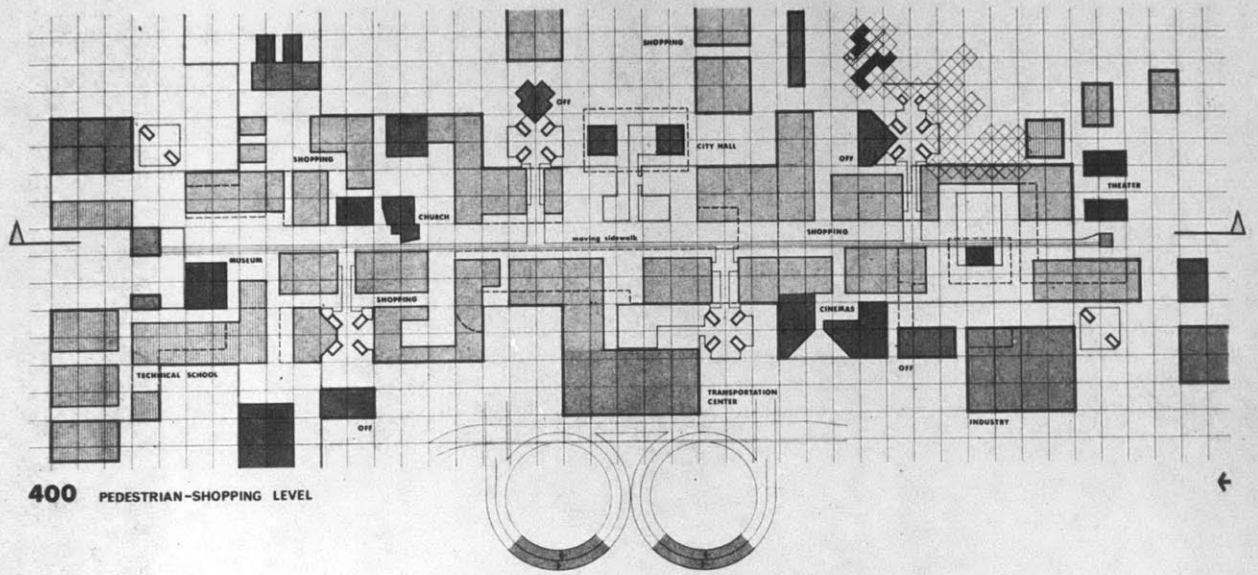 SHOPPING
OFF
CITY HALL
SHOPPING
OFF
THEATER
CHURCH
moving sidewalk
SHOPPING
MUSEUM
SHOPPING
CINEMAS
TECHNICAL SCHOOL
OFF
TRANSPORTATION
CENTER
OFF
INDUSTRY
400 PEDESTRIAN-SHOPPING LEVEL